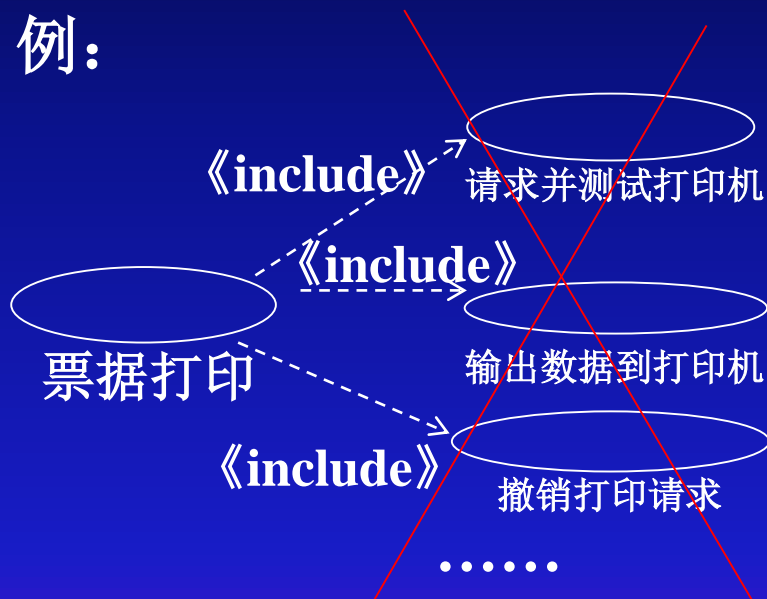 例：
《include》
请求并测试打印机
《include》
票据打印
输出数据到打印机
《include》
撤销打印请求
……